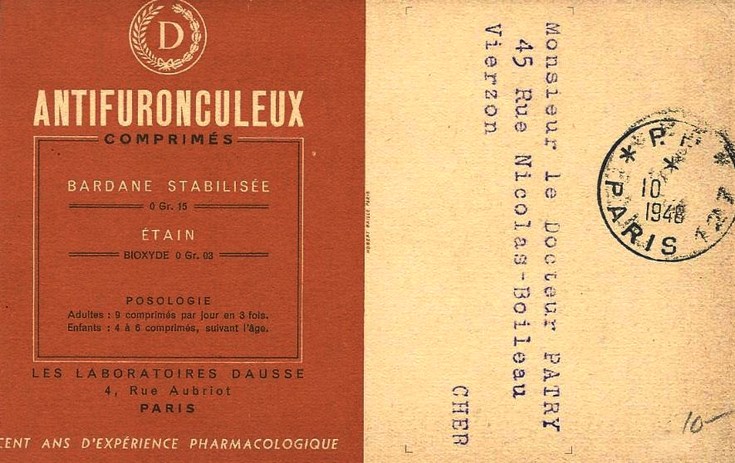 D
ANTIFURONCULEUX
COMPRIMÉS
BARDANE STABILISÉE
0 Gr. 15
ÉTAIN
BIOXYDE 0 Gr. 03
POSOLOGIE
Adultes : 9 comprimés par jour en 3 fois.
Enfants : 4 à 6 comprimés, suivant l'âge.
LES LABORATOIRES DAUSSE
4, Rue Aubriot
PARIS
CENT ANS D'EXPÉRIENCE PHARMACOLOGIQUE
Monsieur le Docteur PATRY
45 Rue Nicolas-Boileau
Vierzon
CHER
P.P.
10
1948
PARIS
10-